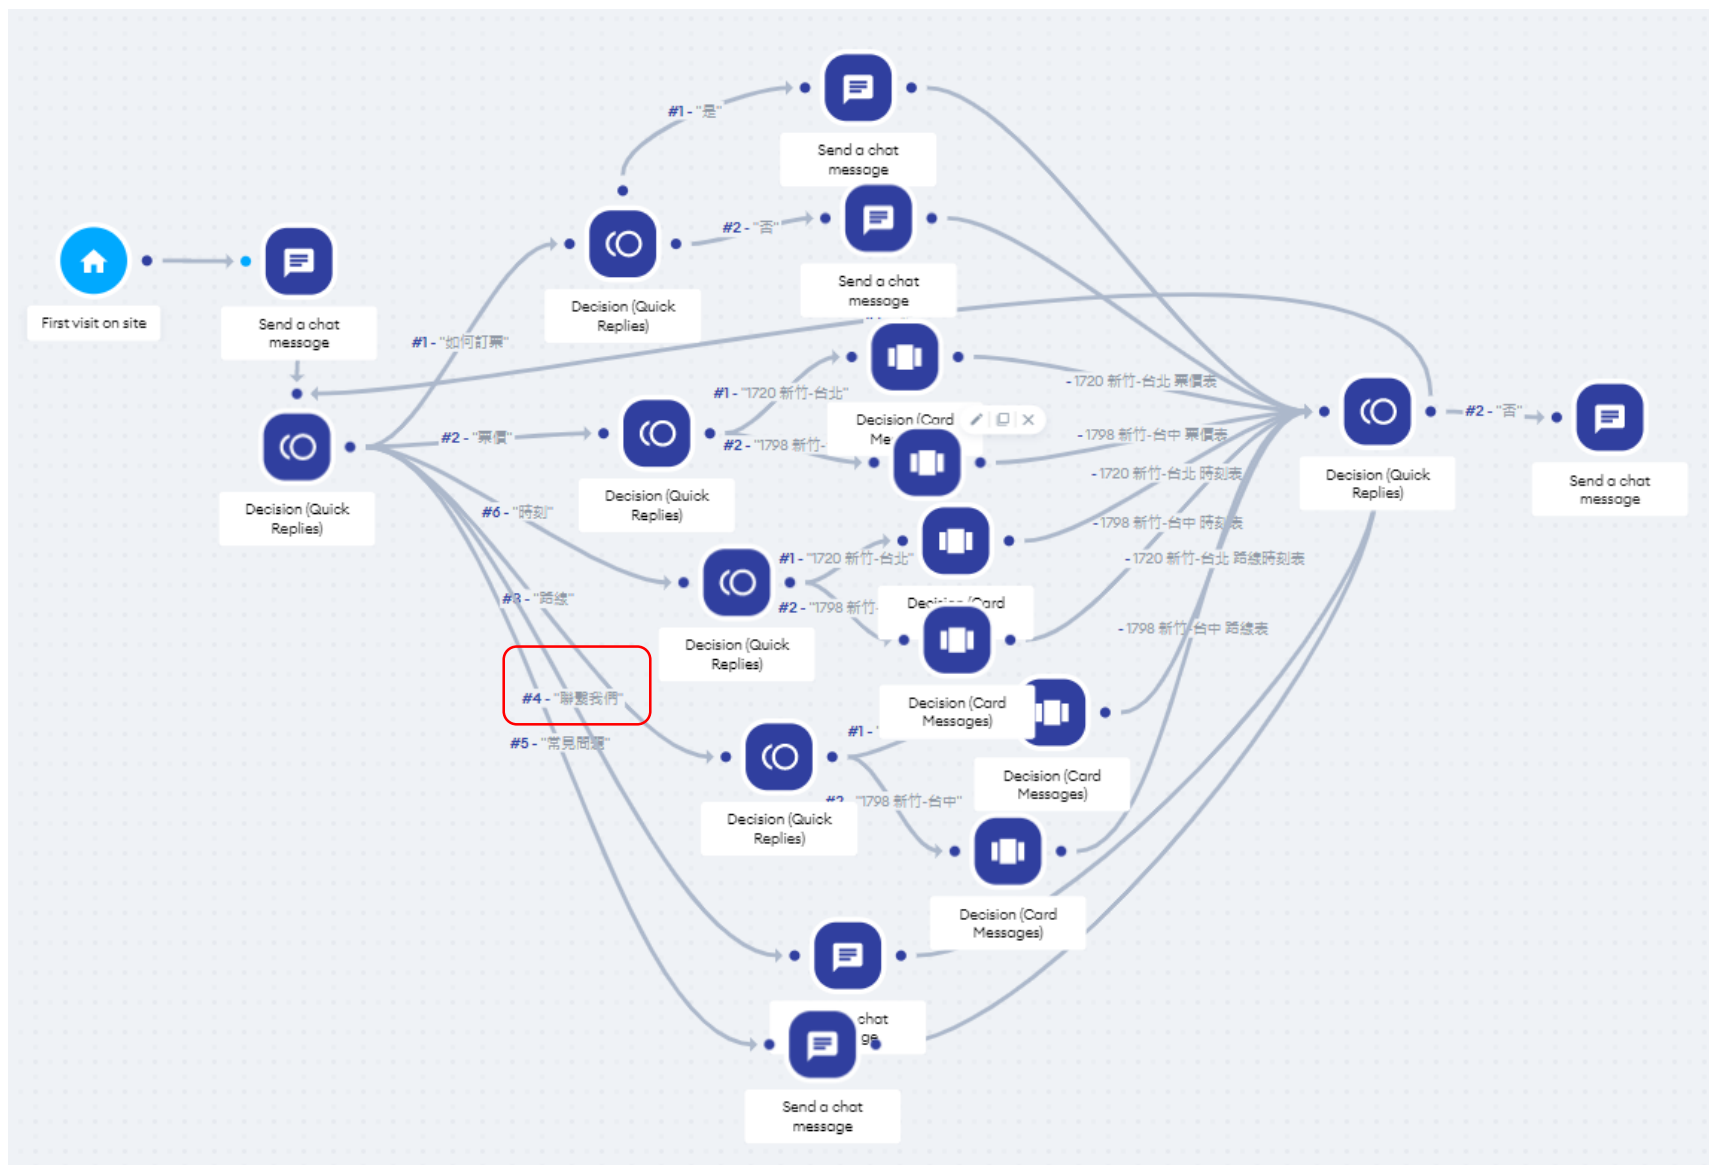 #1 - "是"
Send a chat
message
#2 - "否"
Send a chat
message
First visit on site
Send a chat
message
Decision (Quick
Replies)
#1 - "如何訂票"
#1 - "1720 新竹-台北"
- 1720 新竹-台北 票價表
Decision (Card
#2 - "票價"
#2 - "1798 新竹-
- 1798 新竹-台中 票價表
#2 - "否"
Decision (Quick
Replies)
Send a chat
message
- 1720 新竹-台北 時刻表
Decision (Quick
Replies)
Decision (Quick
Replies)
#6 - "時刻"
- 1798 新竹-台中 時刻表
#1 - "1720 新竹-台北"
- 1720 新竹-台北 路線時刻表
#3 - "路線"
#2 - "1798 新竹-
Decision (Card
- 1798 新竹-台中 路線表
Decision (Quick
Replies)
#4 - "聯繫我們"
Decision (Card
Messages)
#1 - "
#5 - "常見問題"
Decision (Card
Messages)
#2 - "1798 新竹-台中"
Decision (Quick
Replies)
Decision (Card
Messages)
chat
ge
Send a chat
message